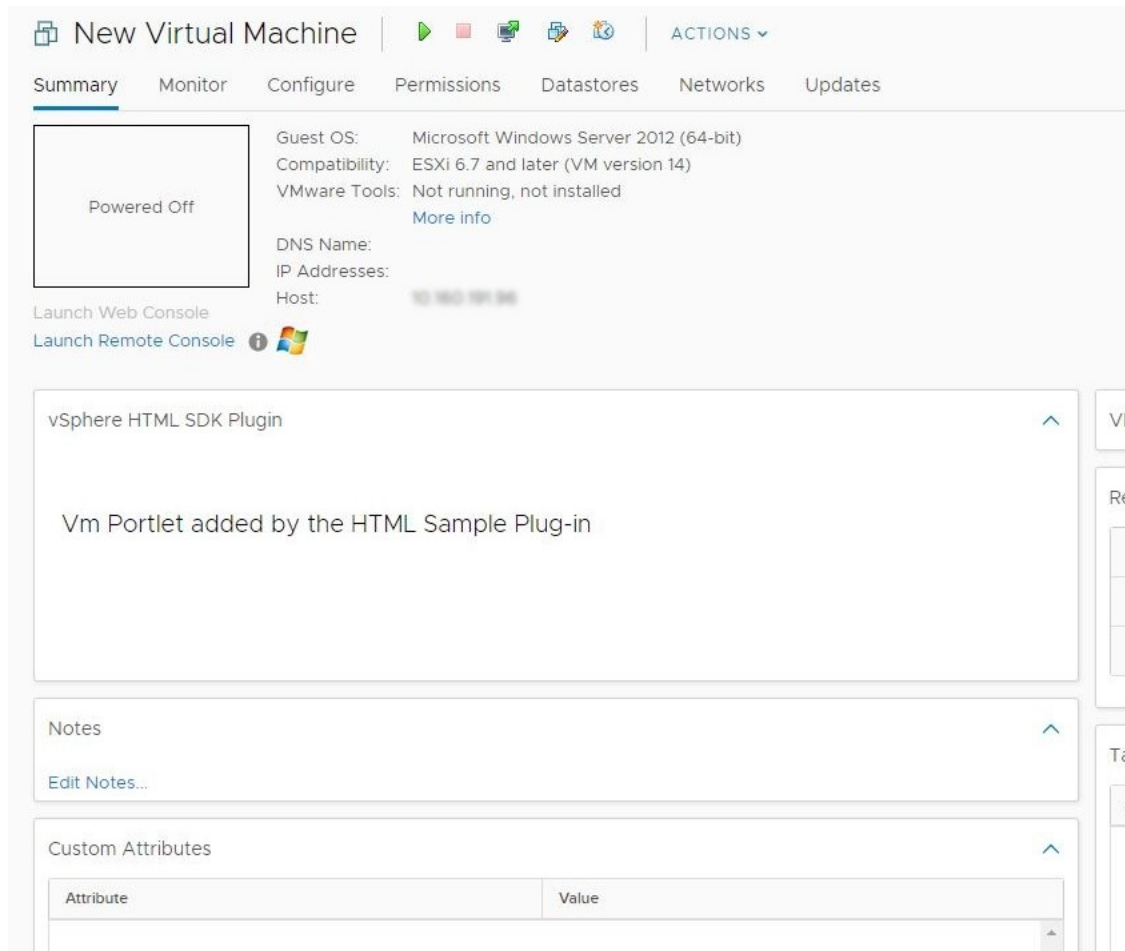 New Virtual Machine ACTIONS
Summary Monitor Configure Permissions Datastores Networks Updates
Powered Off
Guest OS: Microsoft Windows Server 2012 (64-bit)
Compatibility: ESXi 6.7 and later (VM version 14)
VMware Tools: Not running, not installed
More info
DNS Name:
IP Addresses:
Host:
Launch Web Console
Launch Remote Console
vSphere HTML SDK Plugin
Vm Portlet added by the HTML Sample Plug-in
Notes
Edit Notes...
Custom Attributes
Attribute Value